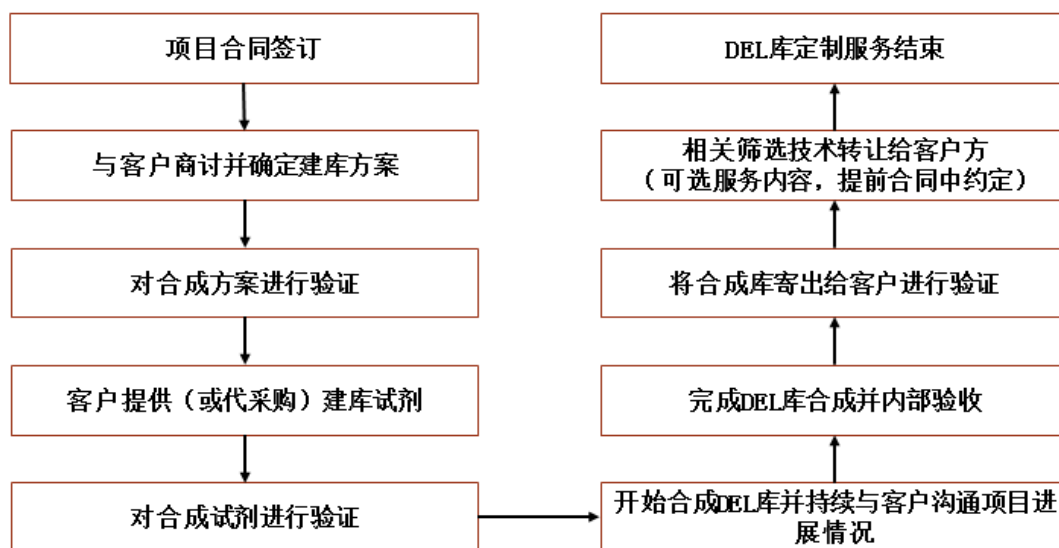 项目合同签订
与客户商讨并确定建库方案
对合成方案进行验证
客户提供（或代采购）建库试剂
对合成试剂进行验证
开始合成DEL库并持续与客户沟通项目进
展情况
完成DEL库合成并内部验收
将合成库寄出给客户进行验证
相关筛选技术转让给客户方
（可选服务内容，提前合同中约定）
DEL库定制服务结束